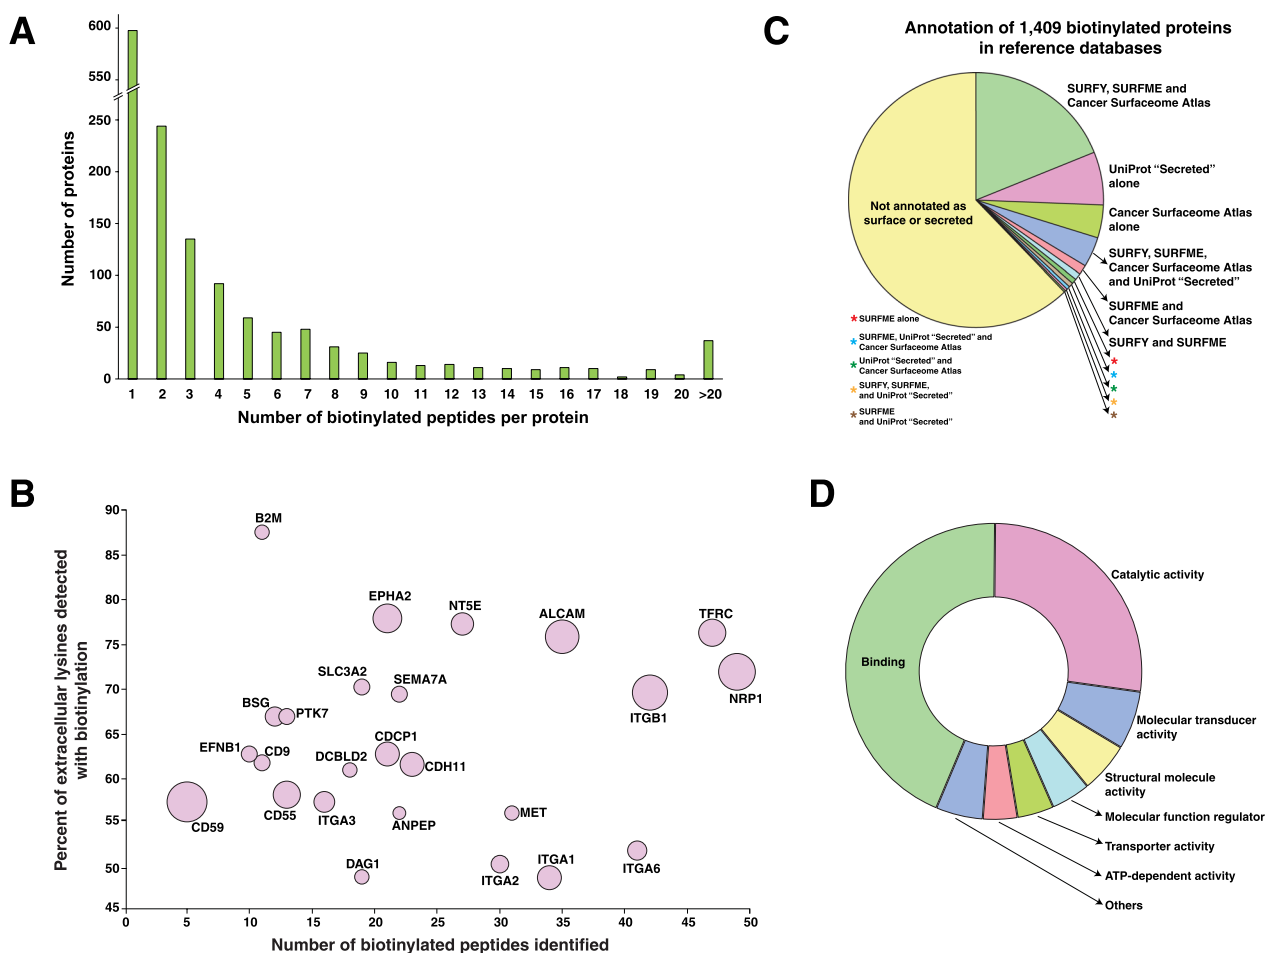 A
600
550
250
200
150
100
50
0
Number of proteins
1 2 3 4 5 6 7 8 9 10 11 12 13 14 15 16 17 18 19 20 >20
Number of biotinylated peptides per protein
C
Annotation of 1,409 biotinylated proteins
in reference databases
SURFY, SURFME and
Cancer Surfaceome Atlas
UniProt “Secreted”
alone
Cancer Surfaceome Atlas
alone
SURFY, SURFME,
Cancer Surfaceome Atlas
and UniProt “Secreted”
SURFME and
Cancer Surfaceome Atlas
SURFY and SURFME
*
*
*
*
*
Not annotated as
surface or secreted
* SURFME alone
* SURFME, UniProt “Secreted” and
Cancer Surfaceome Atlas
* UniProt “Secreted” and
Cancer Surfaceome Atlas
* SURFY, SURFME,
and UniProt “Secreted”
* SURFME
and UniProt “Secreted”
B
90
85
80
75
70
65
60
55
50
45
Percent of extracellular lysines detected
with biotinylation
B2M
EPHA2
NT5E
ALCAM
TFRC
SLC3A2
SEMA7A
NRP1
BSG
PTK7
ITGB1
EFNB1
CD9
CDCP1
DCBLD2
CDH11
CD59
CD55
ITGA3
ANPEP
MET
DAG1
ITGA2
ITGA1
ITGA6
0 5 10 15 20 25 30 35 40 45 50
Number of biotinylated peptides identified
D
Catalytic activity
Binding
Molecular transducer
activity
Structural molecule
activity
Molecular function regulator
Transporter activity
ATP-dependent activity
Others